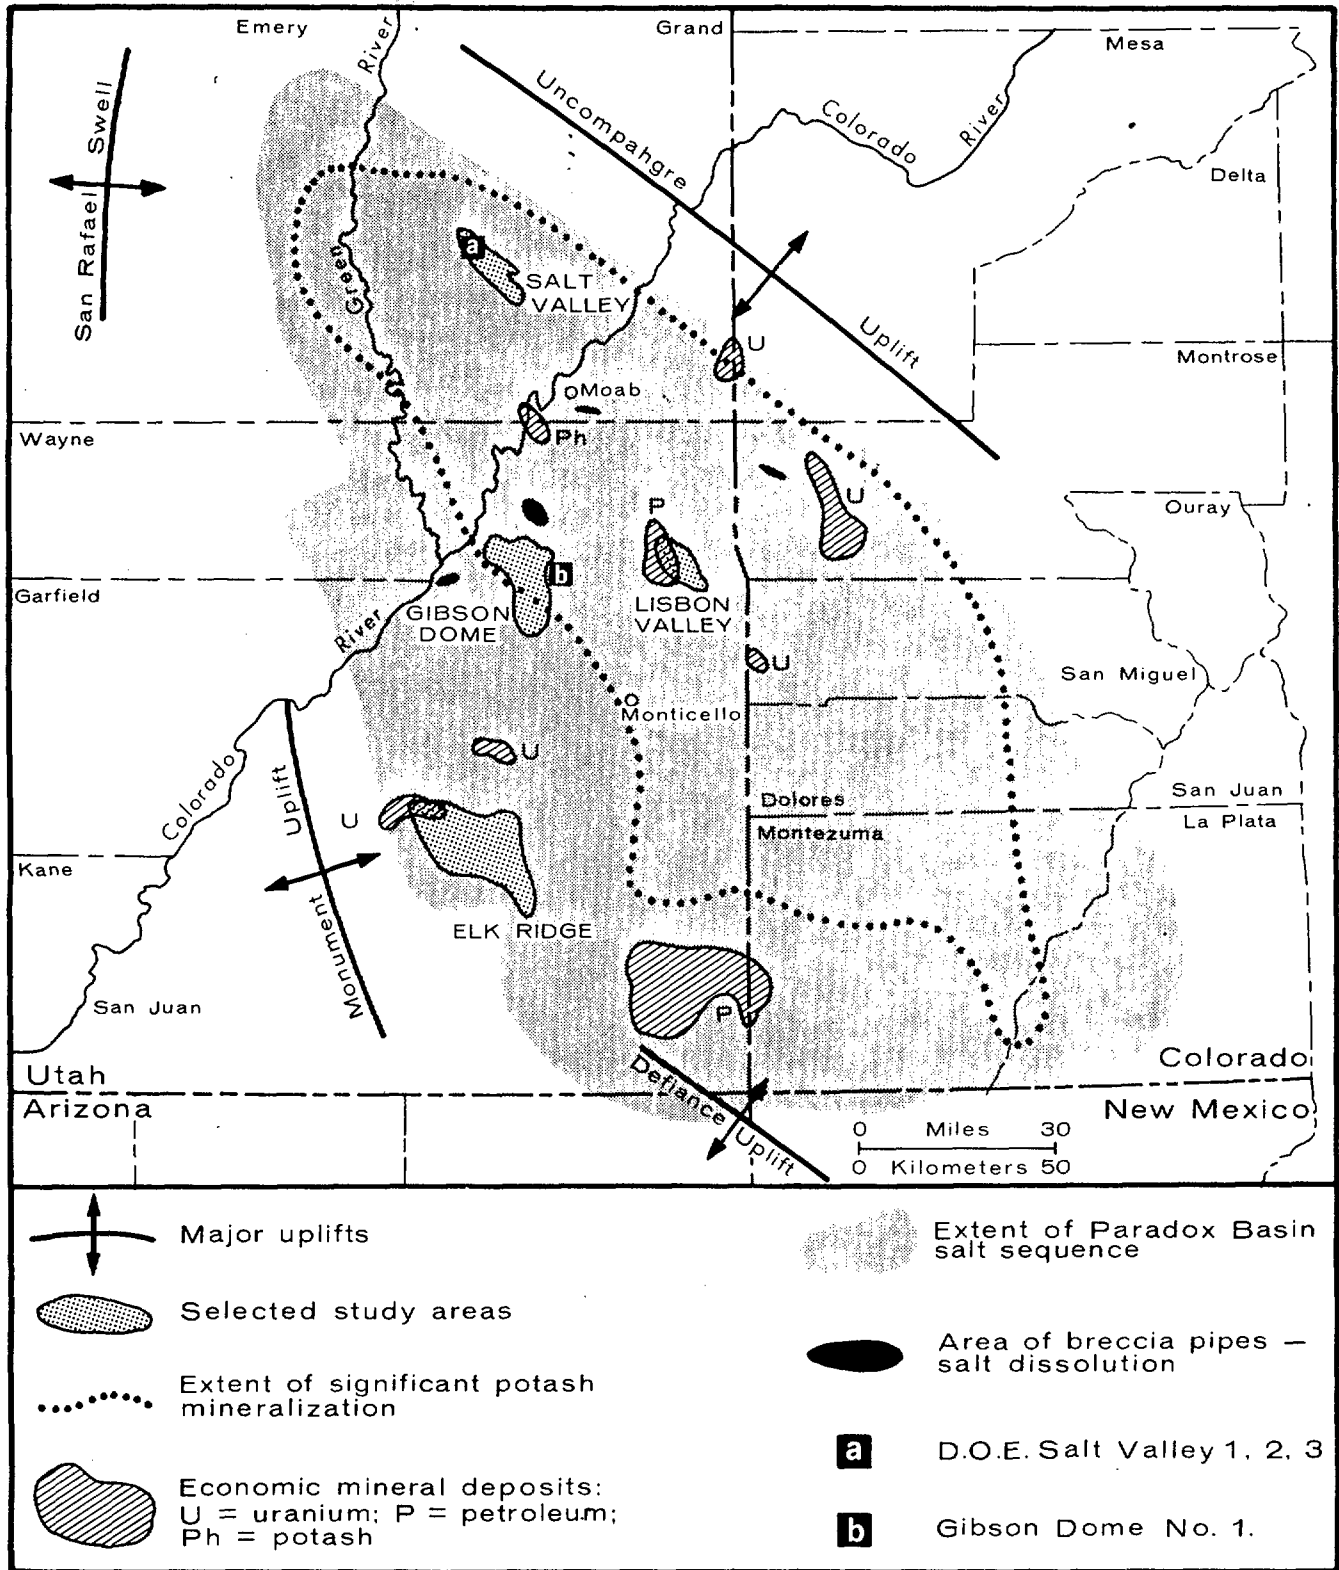 Emery
River
Grand
Mesa
Uncompahgre
Colorado
River
San Rafael Swell
Delta
a
SALT
VALLEY
Green
U
Uplift
Montrose
Moab
Wayne
Ph
P
U
Ouray
b
Garfield
GIBSON
DOME
LISBON
VALLEY
River
U
San Miguel
Monticello
U
Colorado
Uplift
Dolores
San Juan
U
Montezuma
La Plata
Kane
ELK RIDGE
Monument
San Juan
P
Utah
Colorado
Defiance Uplift
Arizona
New Mexico
0 Miles 30
0 Kilometers 50
Major uplifts
Selected study areas
Extent of significant potash
mineralization
Economic mineral deposits:
U = uranium; P = petroleum;
Ph = potash
Extent of Paradox Basin
salt sequence
Area of breccia pipes —
salt dissolution
a D.O.E. Salt Valley 1, 2, 3
b Gibson Dome No. 1.